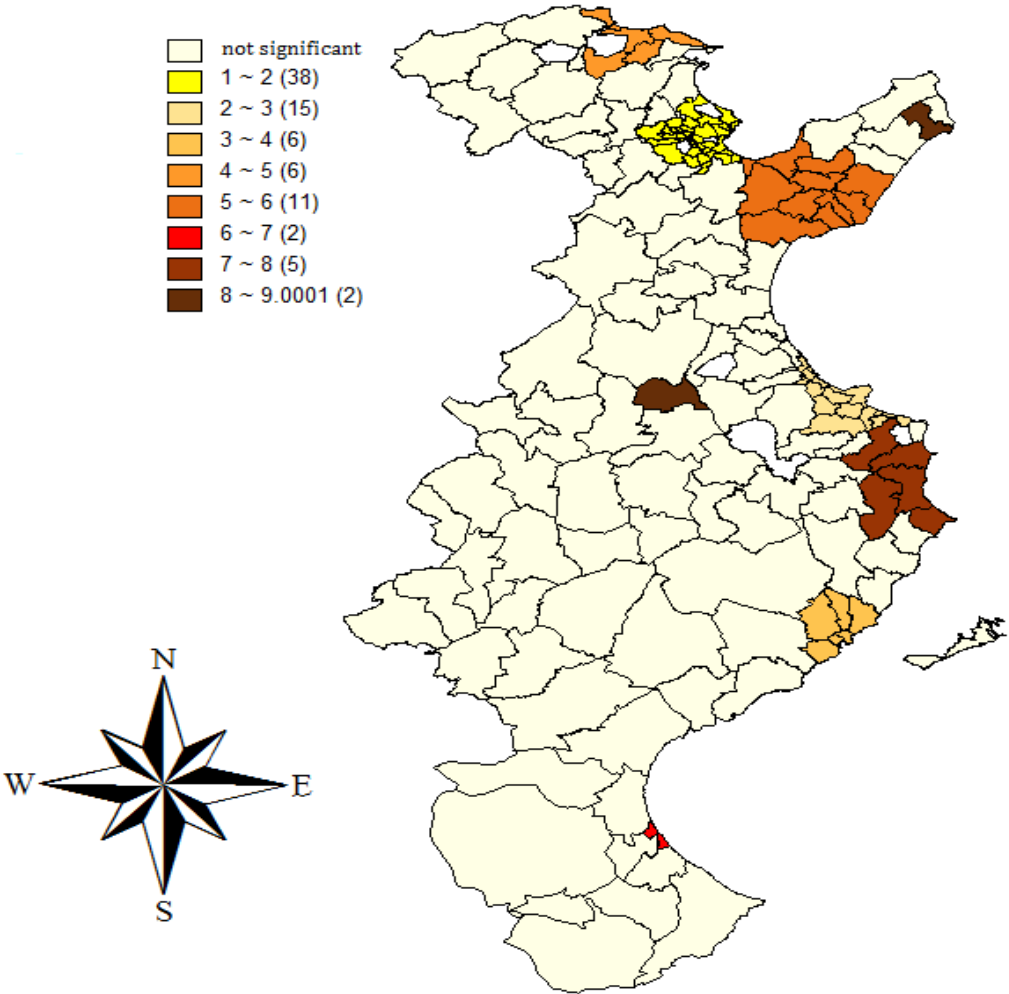 not significant
1 ~ 2 (38)
2 ~ 3 (15)
3 ~ 4 (6)
4 ~ 5 (6)
5 ~ 6 (11)
6 ~ 7 (2)
7 ~ 8 (5)
8 ~ 9.0001 (2)
N
W E
S